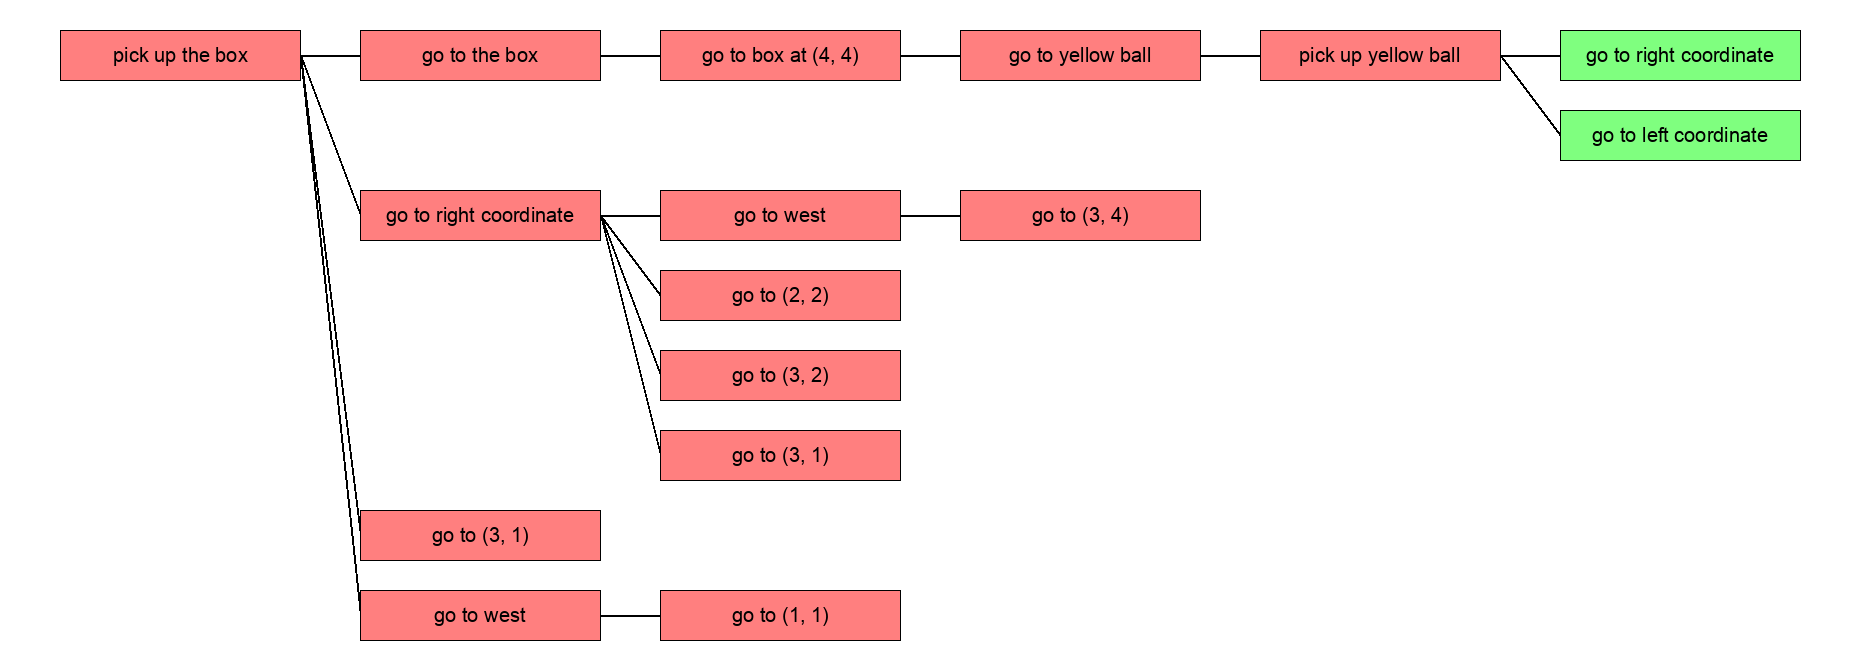 pick up the box
go to the box
go to box at (4, 4)
go to yellow ball
pick up yellow ball
go to right coordinate
go to left coordinate
go to right coordinate
go to west
go to (3, 4)
go to (2, 2)
go to (3, 2)
go to (3, 1)
go to (3, 1)
go to west
go to (1, 1)